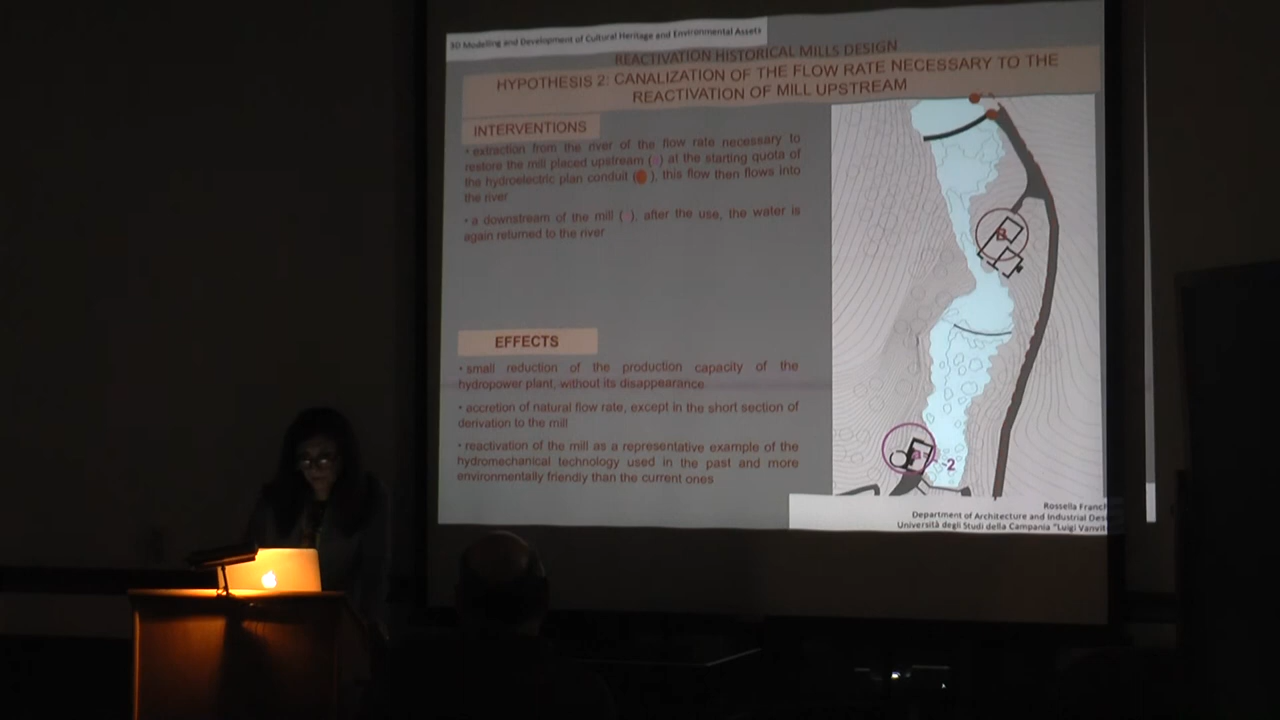 3D Modelling and Development of Cultural Heritage and Environmental Assets
REACTIVATION HISTORICAL MILLS DESIGN
HYPOTHESIS 2: CANALIZATION OF THE FLOW RATE NECESSARY TO THE
REACTIVATION OF MILL UPSTREAM
INTERVENTIONS
• extraction from the river of the flow rate necessary to
restore the mill placed upstream ( ) at the starting quota of
the hydroelectric plan conduit ( ), this flow then flows into
the river
• a downstream of the mill ( ), after the use, the water is
again returned to the river
B
EFFECTS
• small reduction of the production capacity of the
hydropower plant, without its disappearance
• accretion of natural flow rate, except in the short section of
derivation to the mill
• reactivation of the mill as a representative example of the
hydromechanical technology used in the past and more
environmentally friendly than the current ones
2
Rossella Franch
Department of Architecture and Industrial Des
Università degli Studi della Campania "Luigi Vanvit